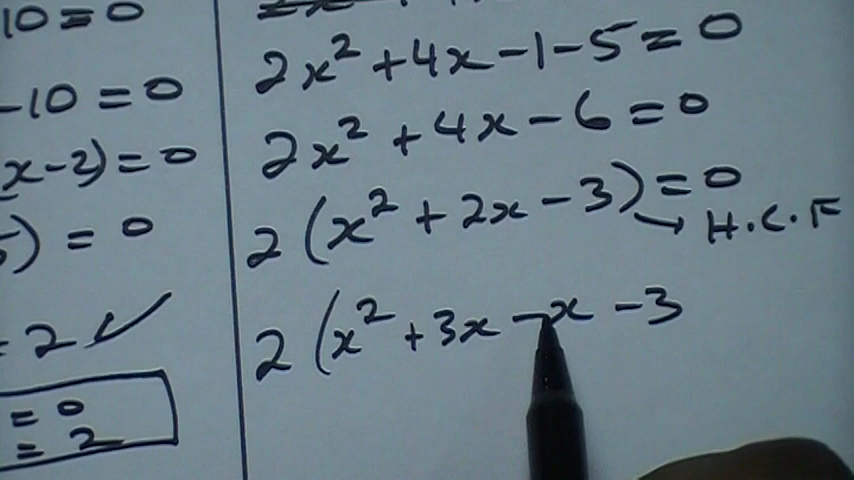 10=0
-10=0
x-2)=0
) = 0
= 2 ✓
= 0
= 2
2x² +4x-1-5=0
2x² +4x-6=0
2(x² +2x-3)=0 → H.C.F
2(x² +3x-x-3